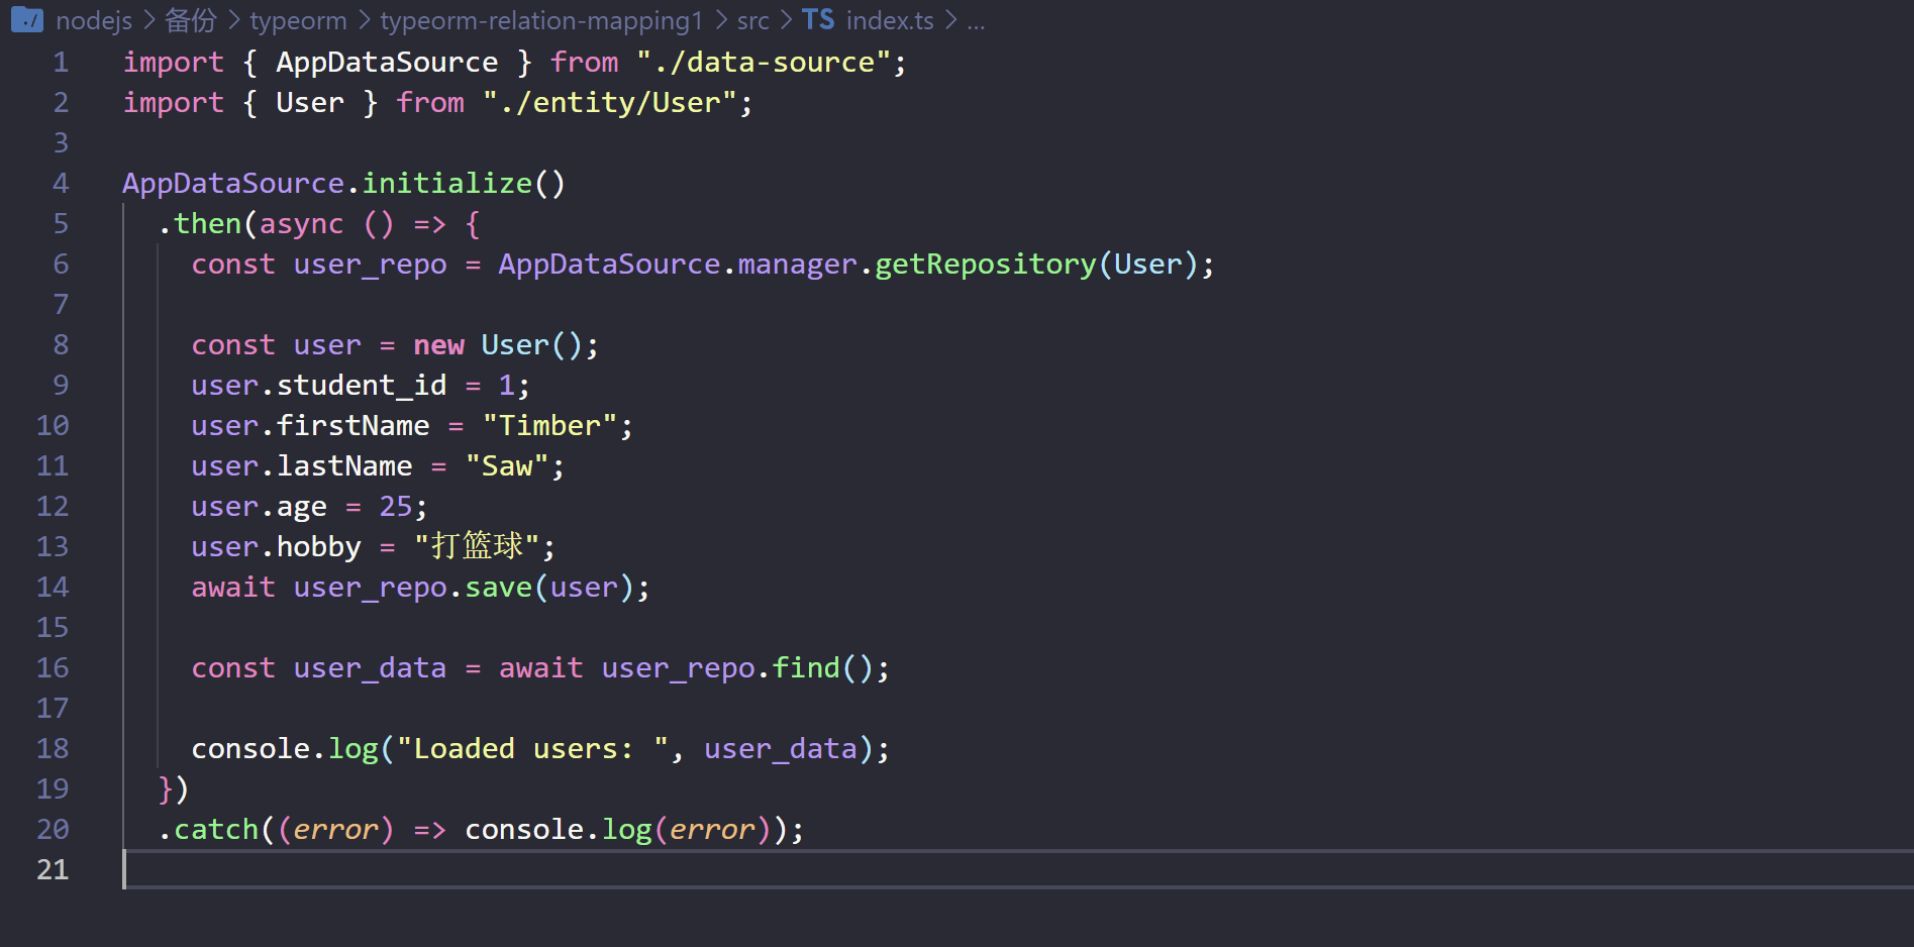 nodejs > 备份 > typeorm > typeorm-relation-mapping1 > src > TS index.ts > ...
1 import { AppDataSource } from "./data-source";
2 import { User } from "./entity/User";
3
4 AppDataSource.initialize()
5 .then(async () => {
6 const user_repo = AppDataSource.manager.getRepository(User);
7
8 const user = new User();
9 user.student_id = 1;
10 user.firstName = "Timber";
11 user.lastName = "Saw";
12 user.age = 25;
13 user.hobby = "打篮球";
14 await user_repo.save(user);
15
16 const user_data = await user_repo.find();
17
18 console.log("Loaded users: ", user_data);
19 })
20 .catch((error) => console.log(error));
21